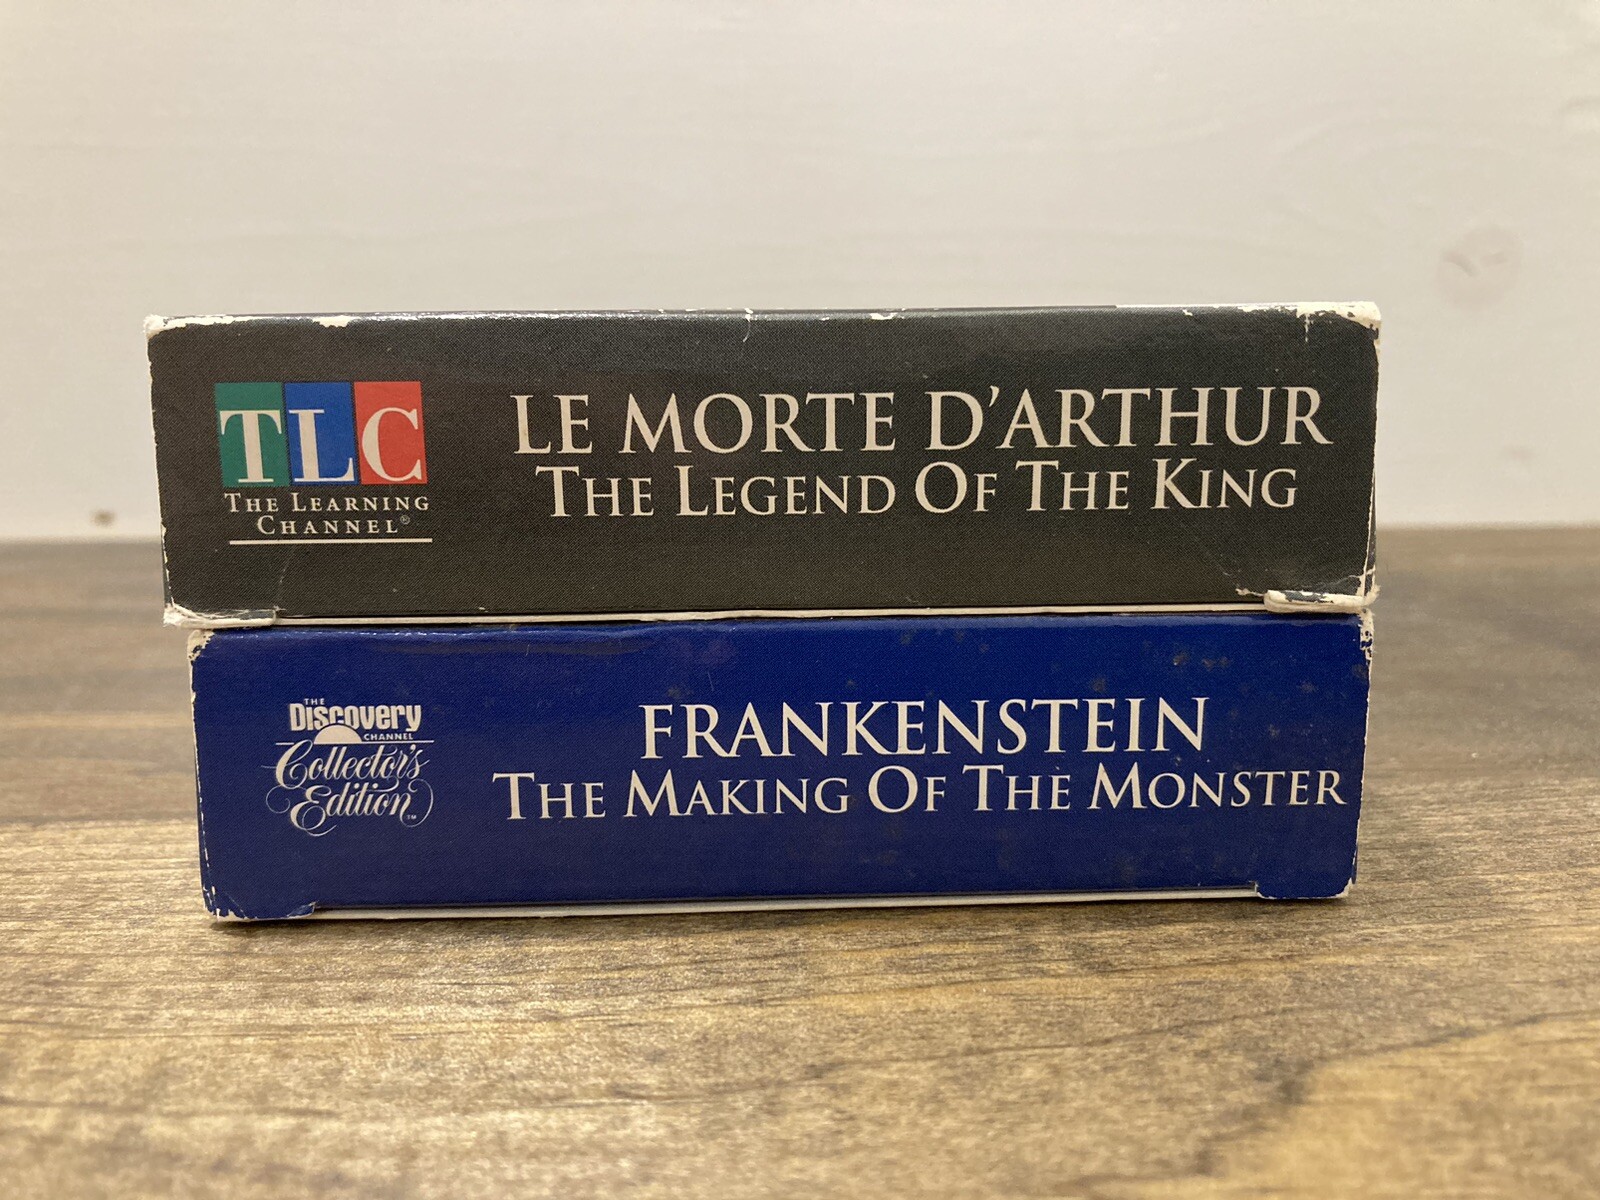 TLC
THE LEARNING
CHANNEL®
LE MORTE D'ARTHUR
THE LEGEND OF THE KING
THE
Discovery
CHANNEL
Collector's
Edition™
FRANKENSTEIN
THE MAKING OF THE MONSTER